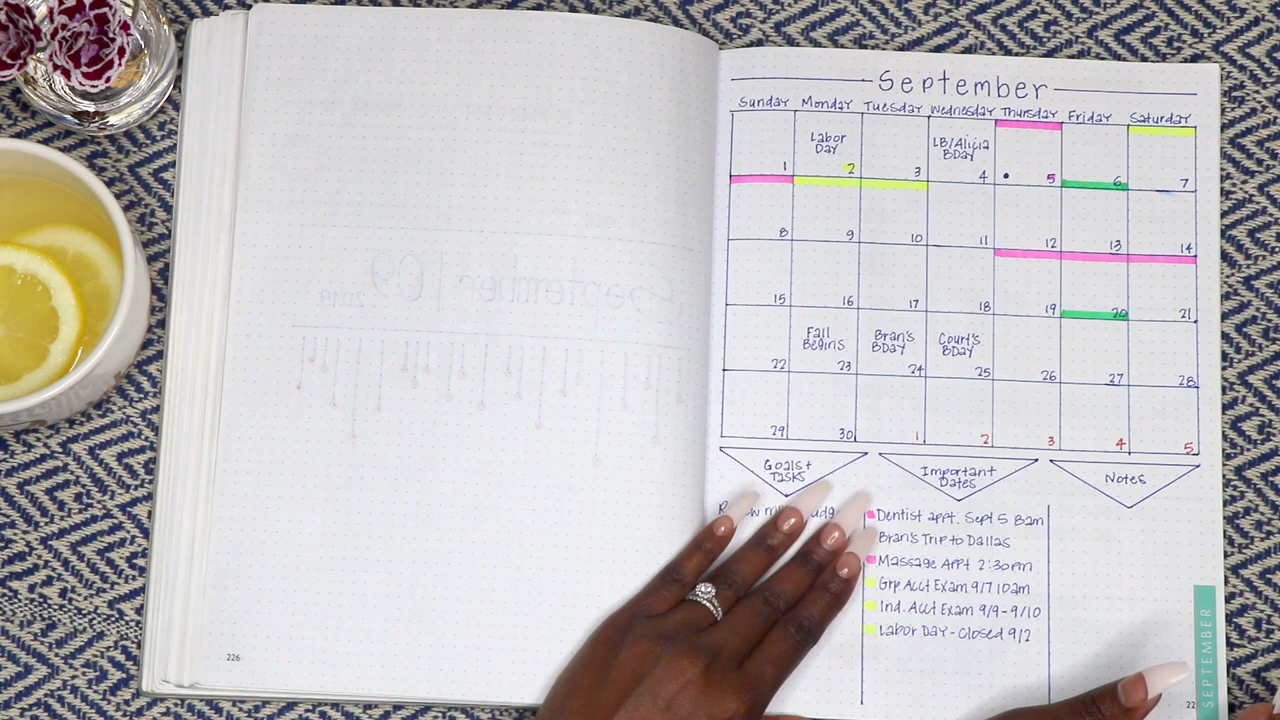 September
Sunday Monday Tuesday Wednesday Thursday Friday Saturday
Labor
Day
LB/Alicia
BDay
1 2 3 4 5 6 7
8 9 10 11 12 13 14
15 16 17 18 19 20 21
Fall
Begins
Bran's
BDay
Court's
BDay
22 23 24 25 26 27 28
29 30 1 2 3 4 5
Goals+
Tasks
Important
Dates
Notes
Dentist appt. Sept 5 8am
Bran's Trip to Dallas
Massage Appt 2:30pm
Grp Acct Exam 9/7 10am
Ind. Acct Exam 9/9-9/10
Labor Day - Closed 9/2
SEPTEMBER
226
September | 09 2019